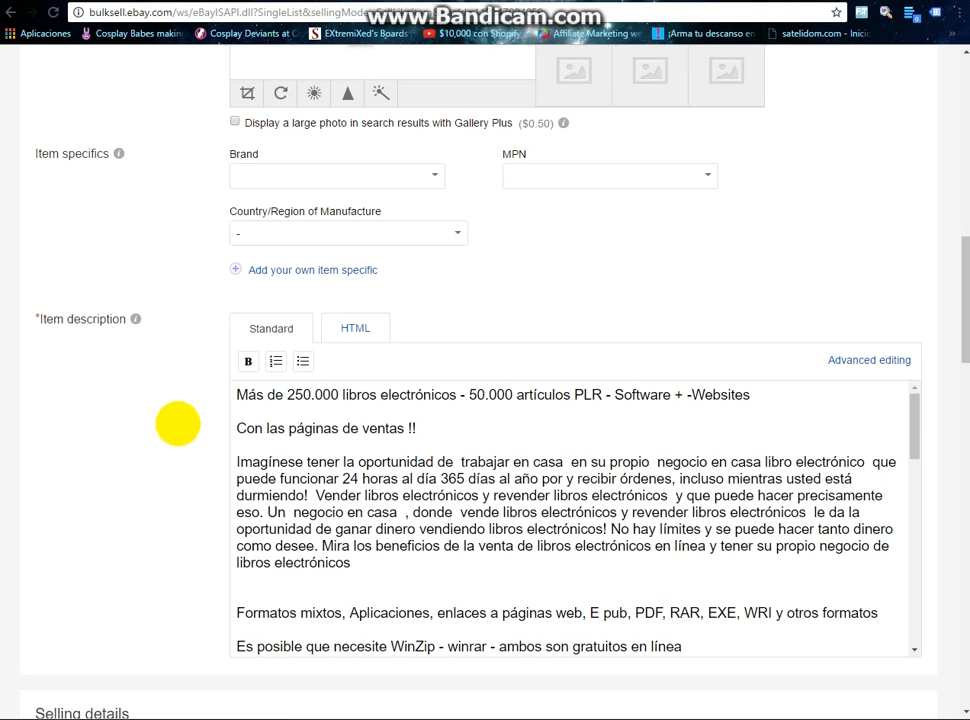 bulksell.ebay.com/ws/eBayISAPI.dll?SingleList&sellingMode
www.Bandicam.com
Aplicaciones
Cosplay Babes makin
Cosplay Deviants at C
EXtremiXed's Boards
$10,000 con Shopify
Affiliate Marketing we
¡Arma tu descanso en
satelidom.com - Inicio
Display a large photo in search results with Gallery Plus ($0.50)
Item specifics
Brand
MPN
Country/Region of Manufacture
-
Add your own item specific
*Item description
Standard
HTML
B
Advanced editing
Más de 250.000 libros electrónicos - 50.000 artículos PLR - Software + -Websites
Con las páginas de ventas !!
Imagínese tener la oportunidad de trabajar en casa en su propio negocio en casa libro electrónico que
puede funcionar 24 horas al día 365 días al año por y recibir órdenes, incluso mientras usted está
durmiendo! Vender libros electrónicos y revender libros electrónicos y que puede hacer precisamente
eso. Un negocio en casa , donde vende libros electrónicos y revender libros electrónicos le da la
oportunidad de ganar dinero vendiendo libros electrónicos! No hay límites y se puede hacer tanto dinero
como desee. Mira los beneficios de la venta de libros electrónicos en línea y tener su propio negocio de
libros electrónicos
Formatos mixtos, Aplicaciones, enlaces a páginas web, E pub, PDF, RAR, EXE, WRI y otros formatos
Es posible que necesite WinZip - winrar - ambos son gratuitos en línea
Selling details